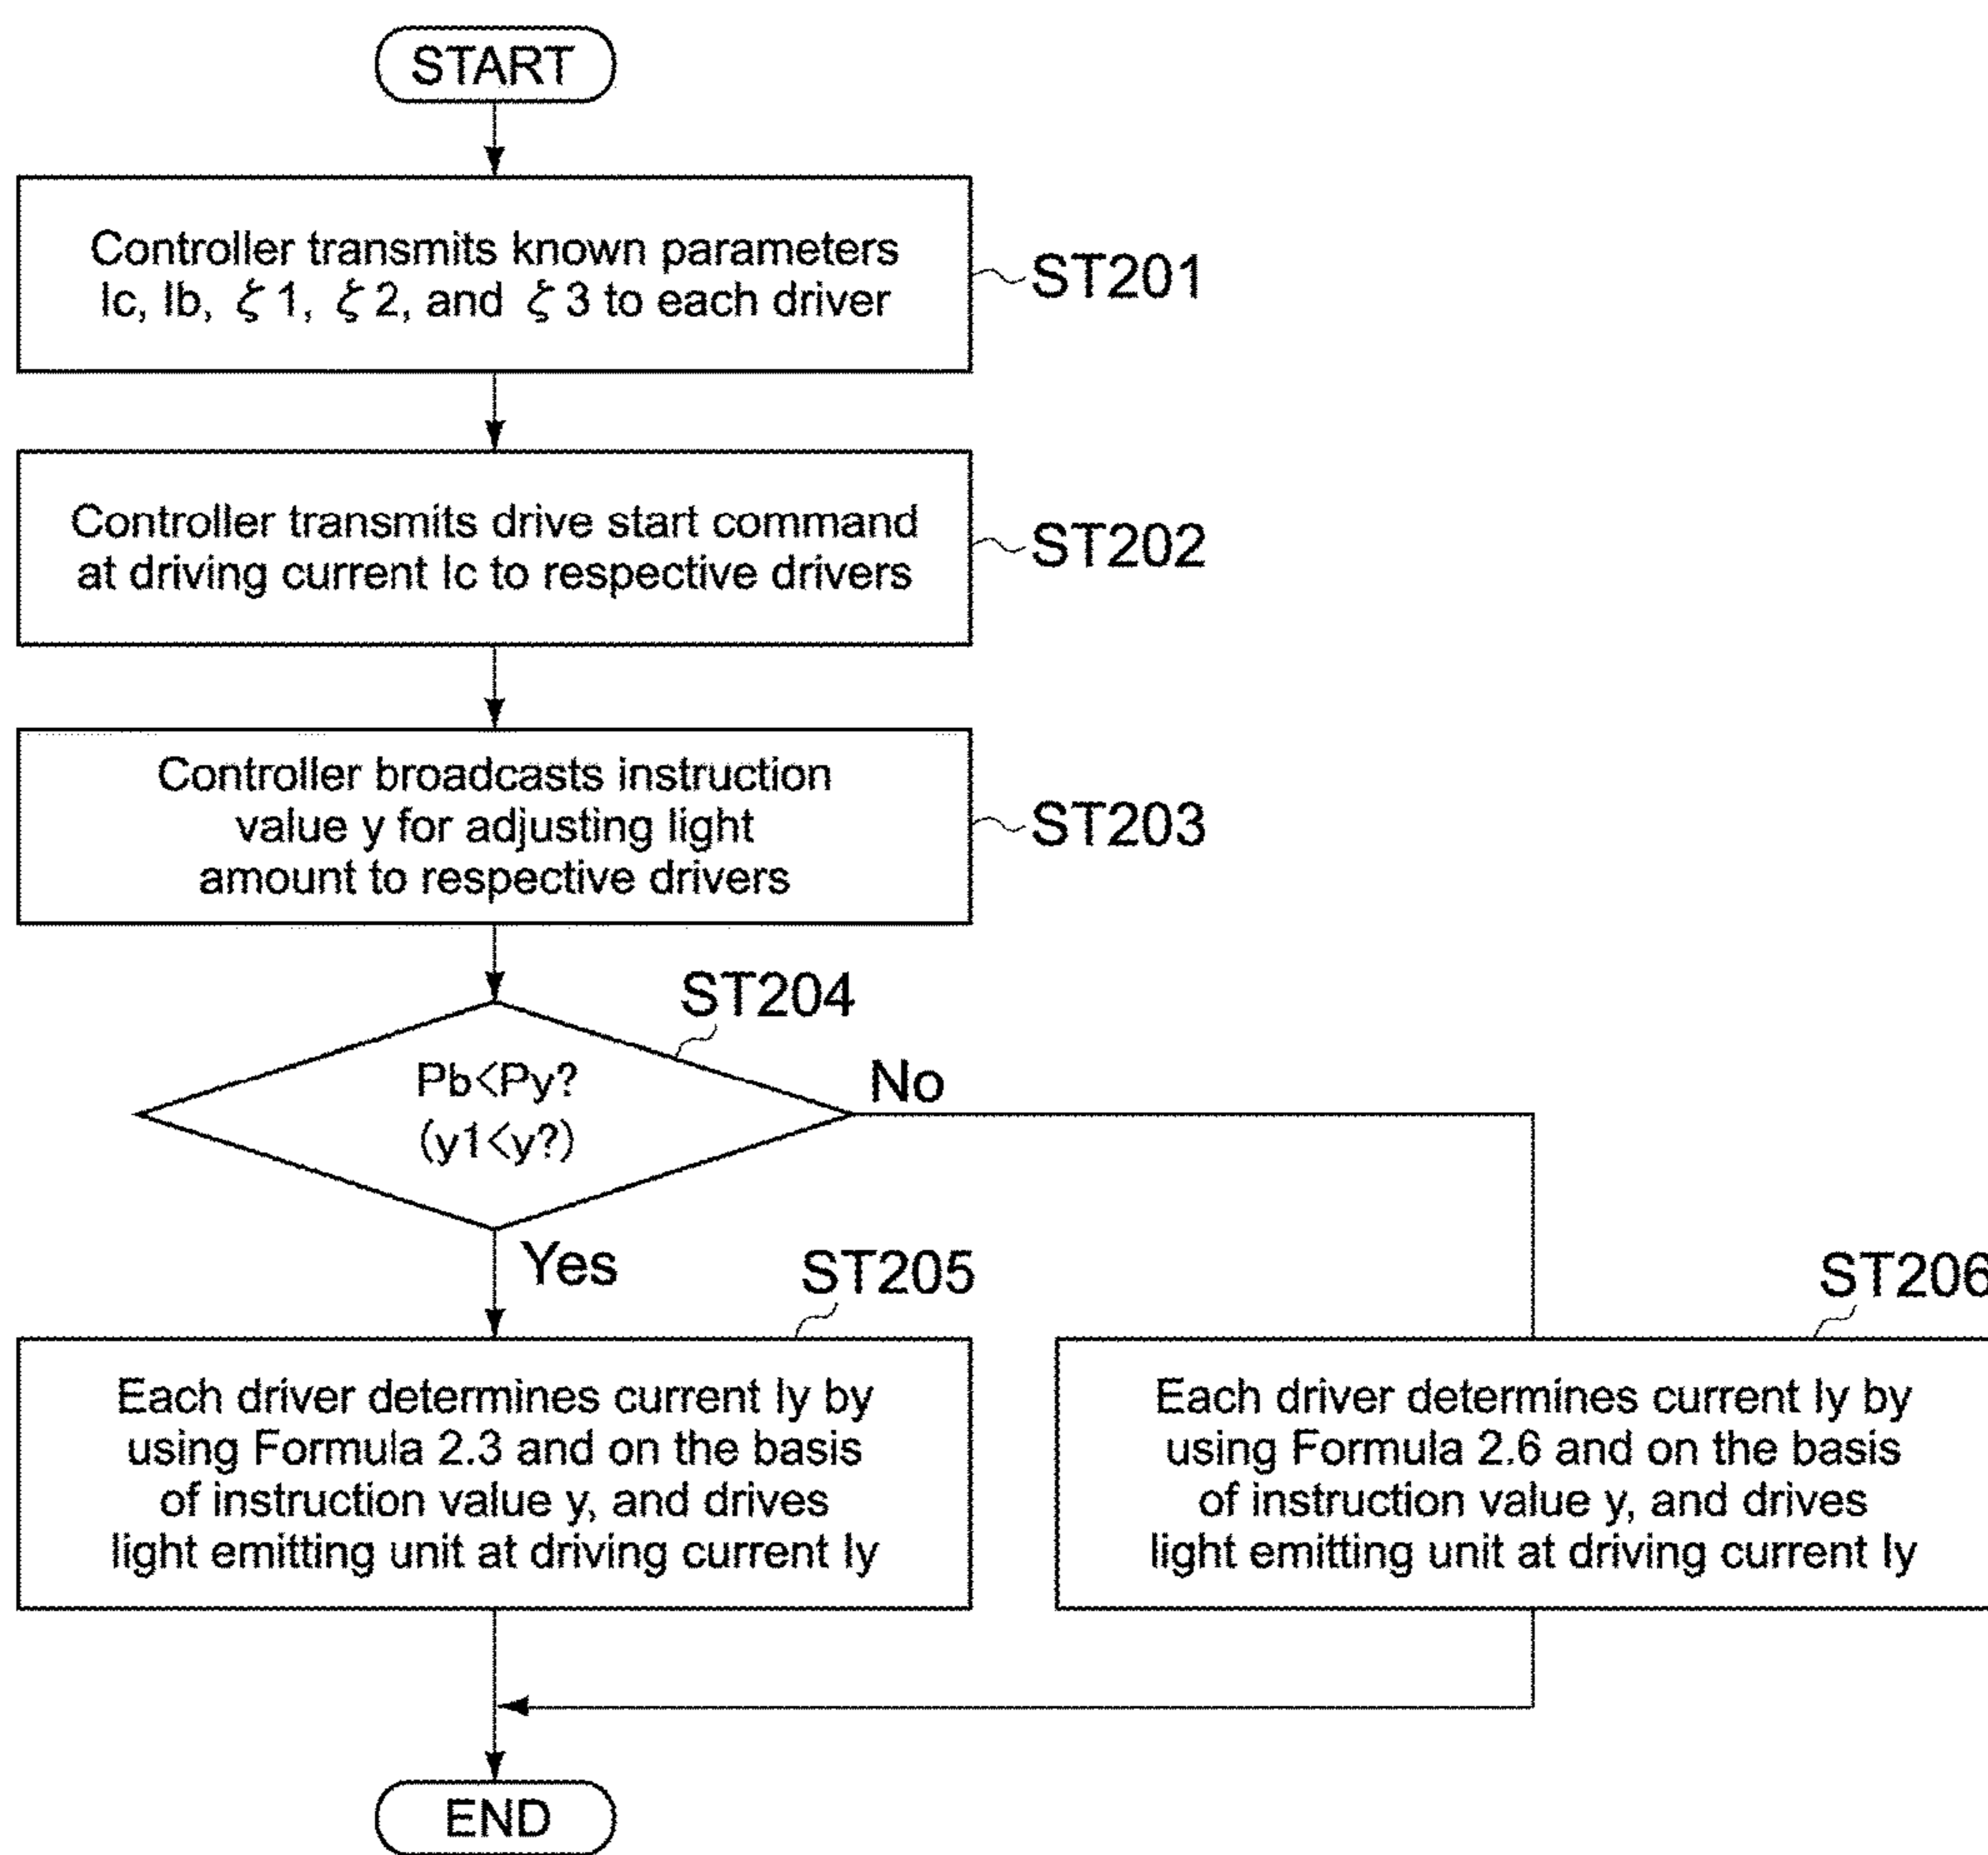 START
Controller transmits known parameters
Ic, Ib, ζ1, ζ2, and ζ3 to each driver
ST201
Controller transmits drive start command
at driving current Ic to respective drivers
ST202
Controller broadcasts instruction
value y for adjusting light
amount to respective drivers
ST203
ST204
Pb<Py?
(y1<y?)
No
Yes
ST205
Each driver determines current Iy by
using Formula 2.3 and on the basis
of instruction value y, and drives
light emitting unit at driving current Iy
ST206
Each driver determines current Iy by
using Formula 2.6 and on the basis
of instruction value y, and drives
light emitting unit at driving current Iy
END